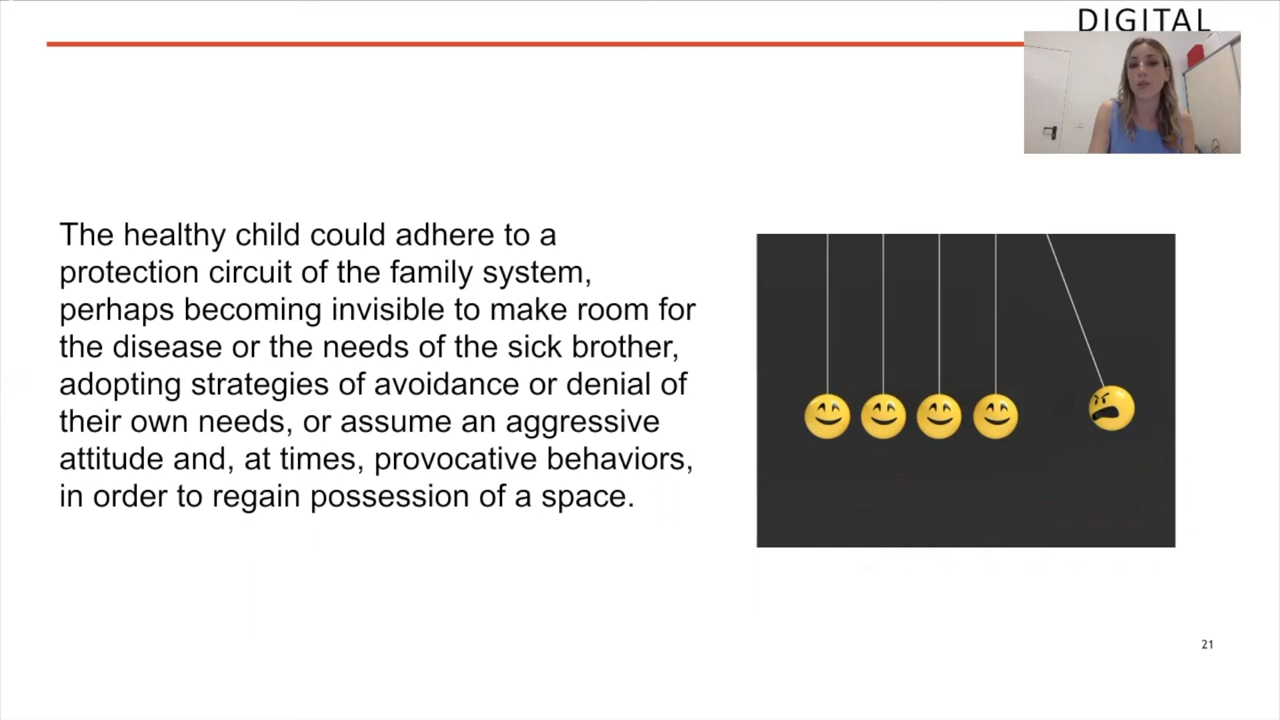 DIGITAL
The healthy child could adhere to a
protection circuit of the family system,
perhaps becoming invisible to make room for
the disease or the needs of the sick brother,
adopting strategies of avoidance or denial of
their own needs, or assume an aggressive
attitude and, at times, provocative behaviors,
in order to regain possession of a space.
21